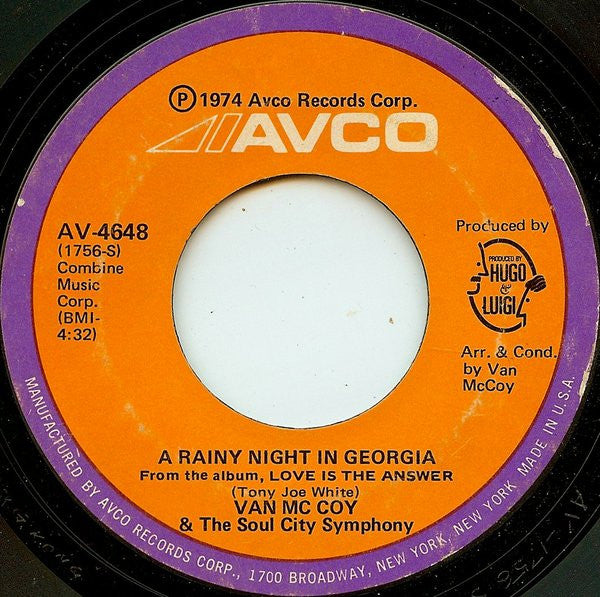 Ⓟ 1974 Avco Records Corp.
AVCO
AV-4648
(1756-S)
Combine
Music
Corp.
(BMI-
4:32)
Produced by
PRODUCED BY
HUGO
&
LUIGI
Arr. & Cond.
by Van
McCoy
A RAINY NIGHT IN GEORGIA
From the album, LOVE IS THE ANSWER
(Tony Joe White)
VAN MC COY
& The Soul City Symphony
MANUFACTURED BY AVCO RECORDS CORP., 1700 BROADWAY, NEW YORK, NEW YORK. MADE IN U.S.A.